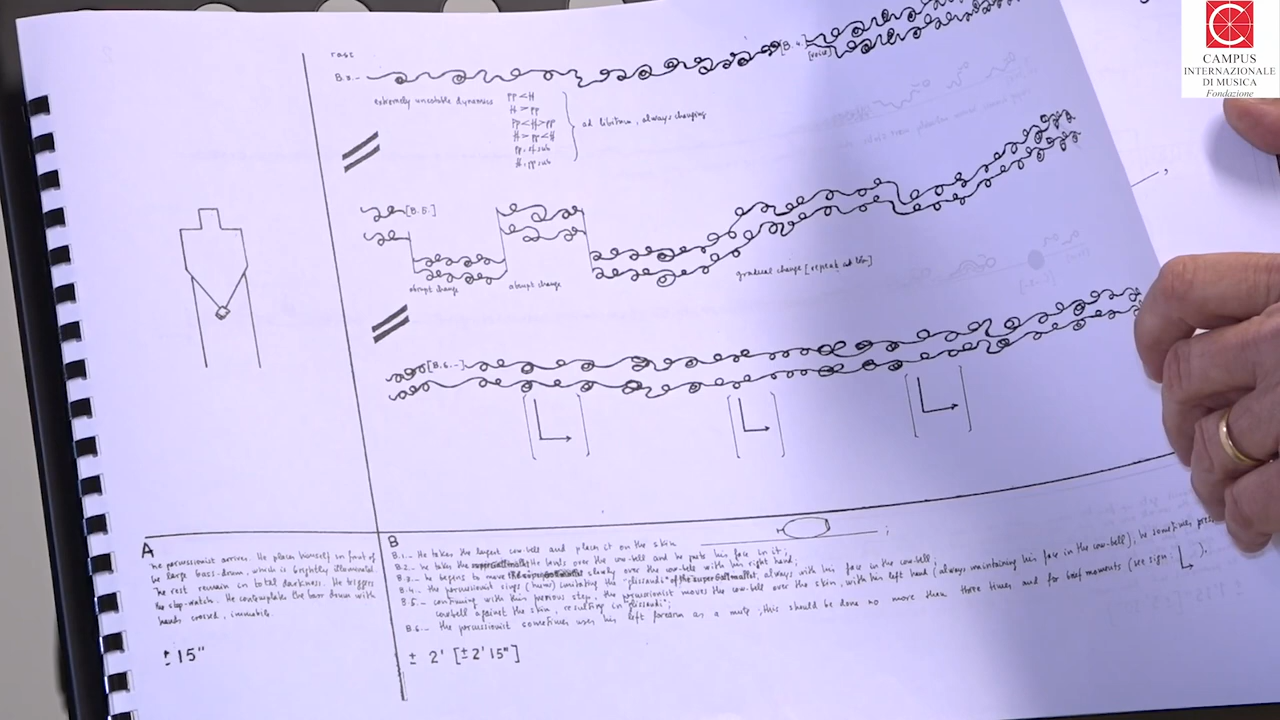 CAMPUS
INTERNAZIONALE
DI MUSICA
Fondazione
B.3.-
[B.4.]
[voice]
extremely unstable dynamics
pp < ff
ff > pp
pp < ff > pp
ff > pp < ff
pp, ff sub
ff, pp sub
ad libitum, always changing
[B.5.]
abrupt change
abrupt change
gradual change [repeat ad lib.]
[B.6.-]
A
The percussionist arrives. He places himself in front of
the large bass-drum, which is brightly illuminated.
The rest remain in total darkness. He triggers
the stop-watch. He contemplates the bass drum with
hands crossed, immobile.
± 15"
B
B.1.- He takes the largest cow-bell and places it on the skin ;
B.2.- he takes the superball mallet. He bends over the cow-bell and he puts his face in it;
B.3.- he begins to move the superball mallet slowly over the cow-bell with his right hand;
B.4.- the percussionist sings (hums) imitating the "glissandi" of the superball mallet, always with his face in the cow-bell;
B.5.- continuing with his previous step, the percussionist moves the cow-bell over the skin, with his left hand (always maintaining his face in the cow-bell), he sometimes
cowbell against the skin, resulting in "glissandi";
B.6.- the percussionist sometimes uses his left forearm as a mute; this should be done no more than three times and for brief moments (see sign: ).
± 2' [±2'15"]